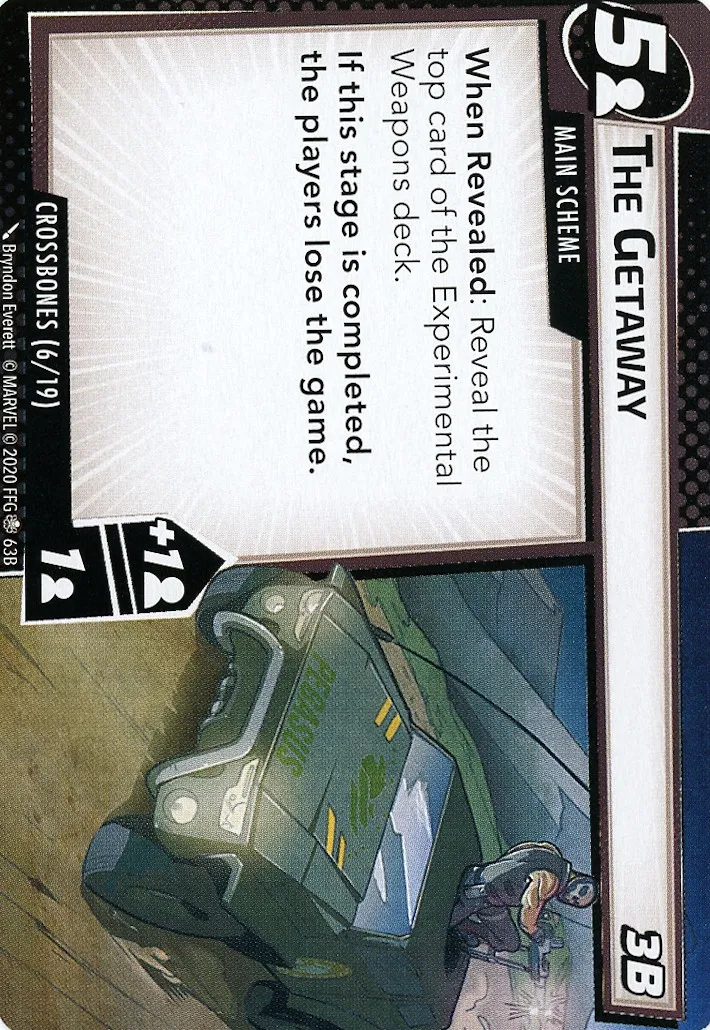 5
THE GETAWAY
3B
MAIN SCHEME
When Revealed: Reveal the
top card of the Experimental
Weapons deck.
If this stage is completed,
the players lose the game.
+1
1
PEGASUS
CROSSBONES (6/19)
Bryndon Everett © MARVEL © 2020 FFG 63B